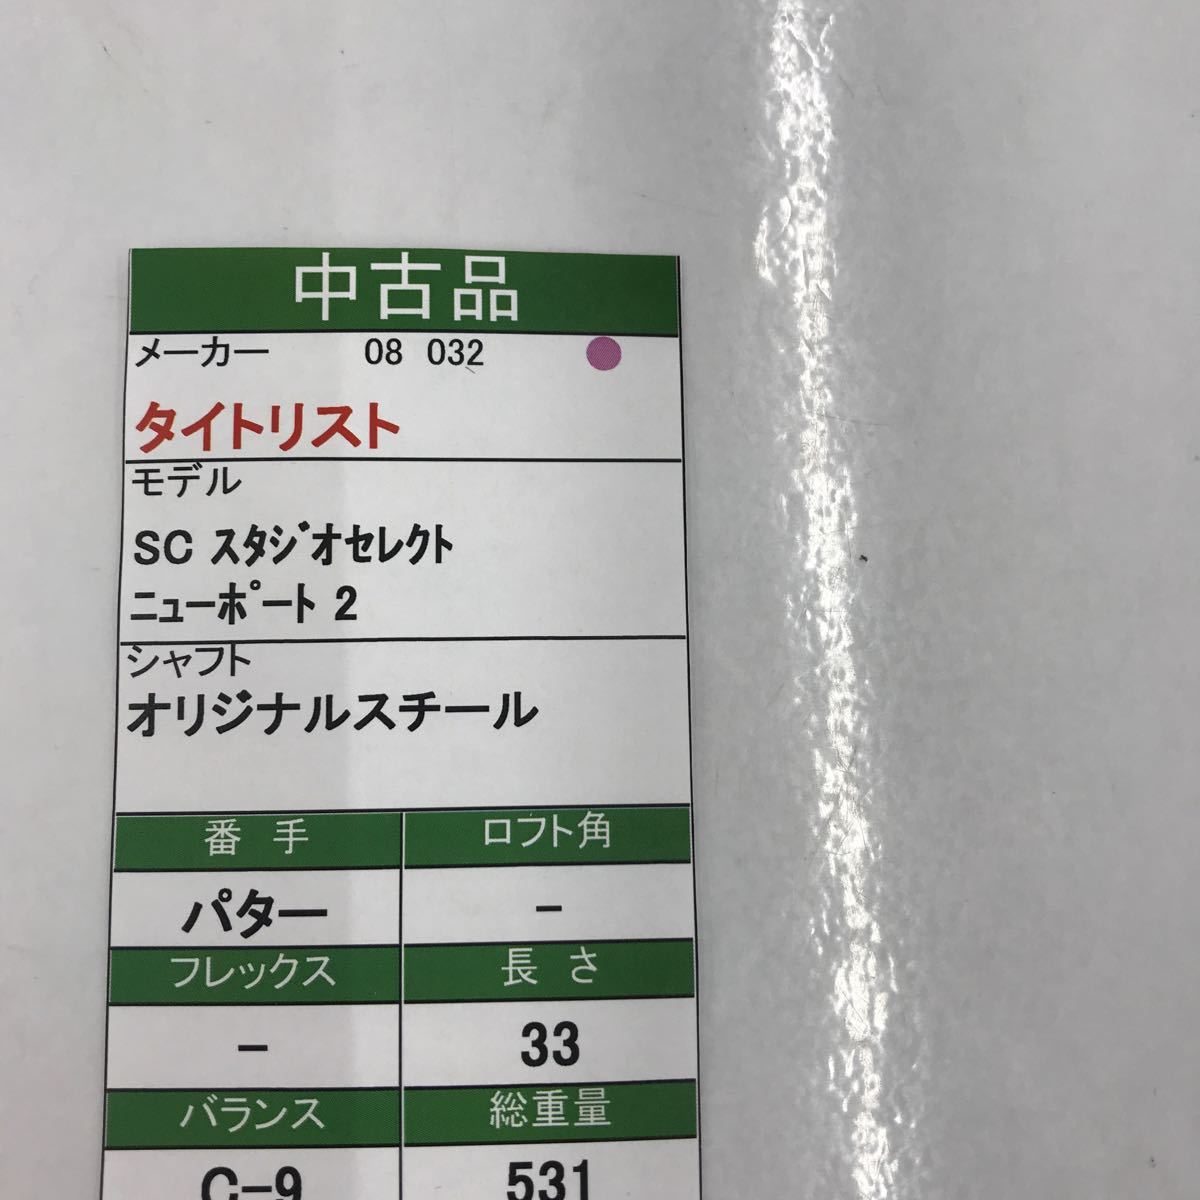 中古品
メーカー 08 032
タイトリスト
モデル
SC ｽﾀｼﾞｵｾﾚｸﾄ
ﾆｭｰﾎﾟｰﾄ 2
シャフト
オリジナルスチール
番 手 ロフト角
パター -
フレックス 長 さ
- 33
バランス 総重量
C-9 531